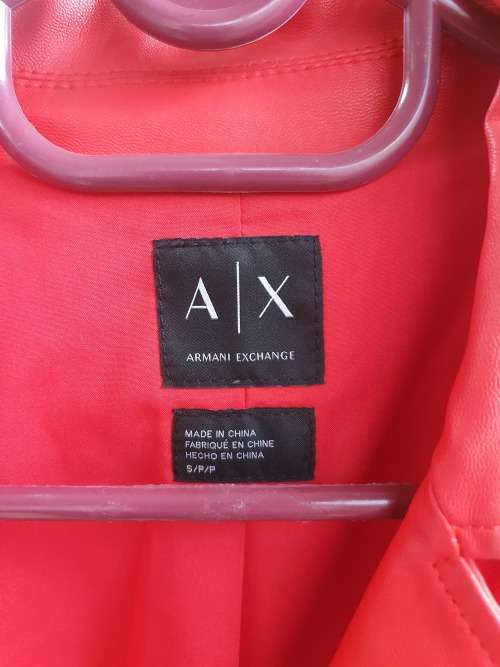 A|X
ARMANI EXCHANGE
MADE IN CHINA
FABRIQUÉ EN CHINE
HECHO EN CHINA
S/P/P